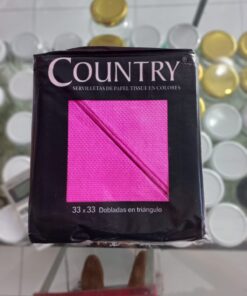 COUNTRY®
SERVILLETAS DE PAPEL TISSUE EN COLORES
33 x 33 Dobladas en triángulo